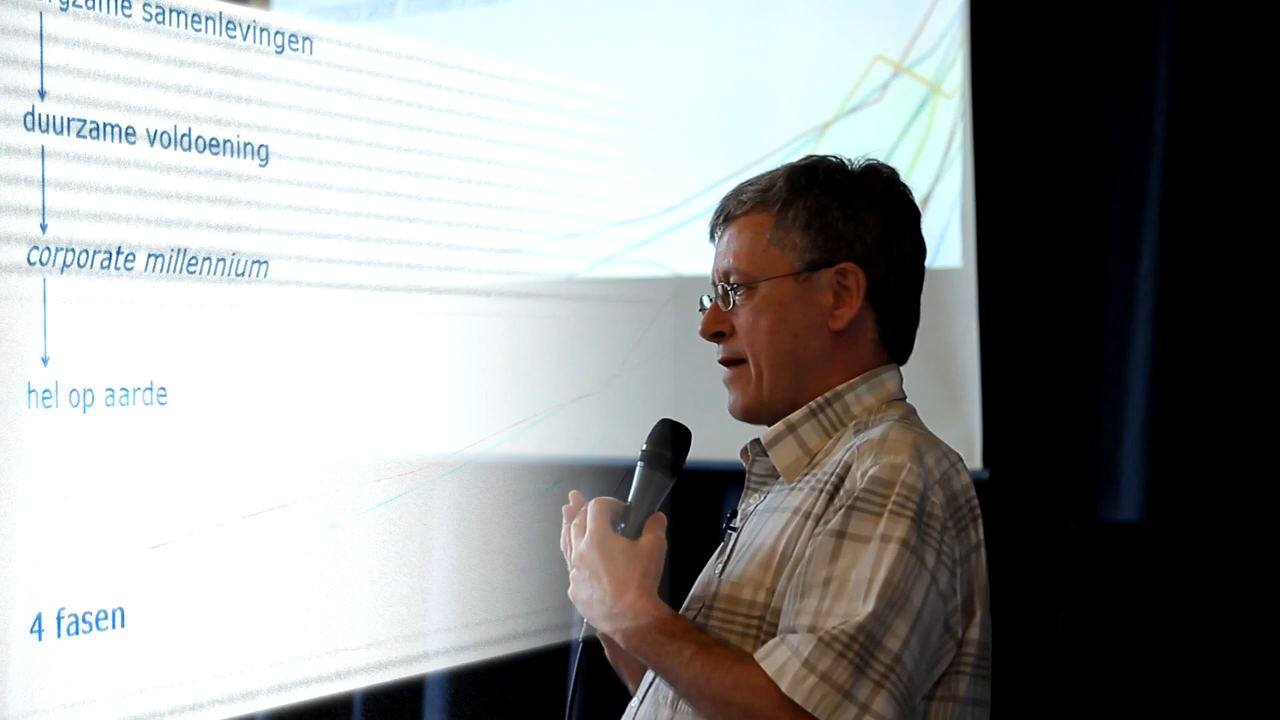 samenlevingen
duurzame voldoening
corporate millennium
hel op aarde
4 fasen